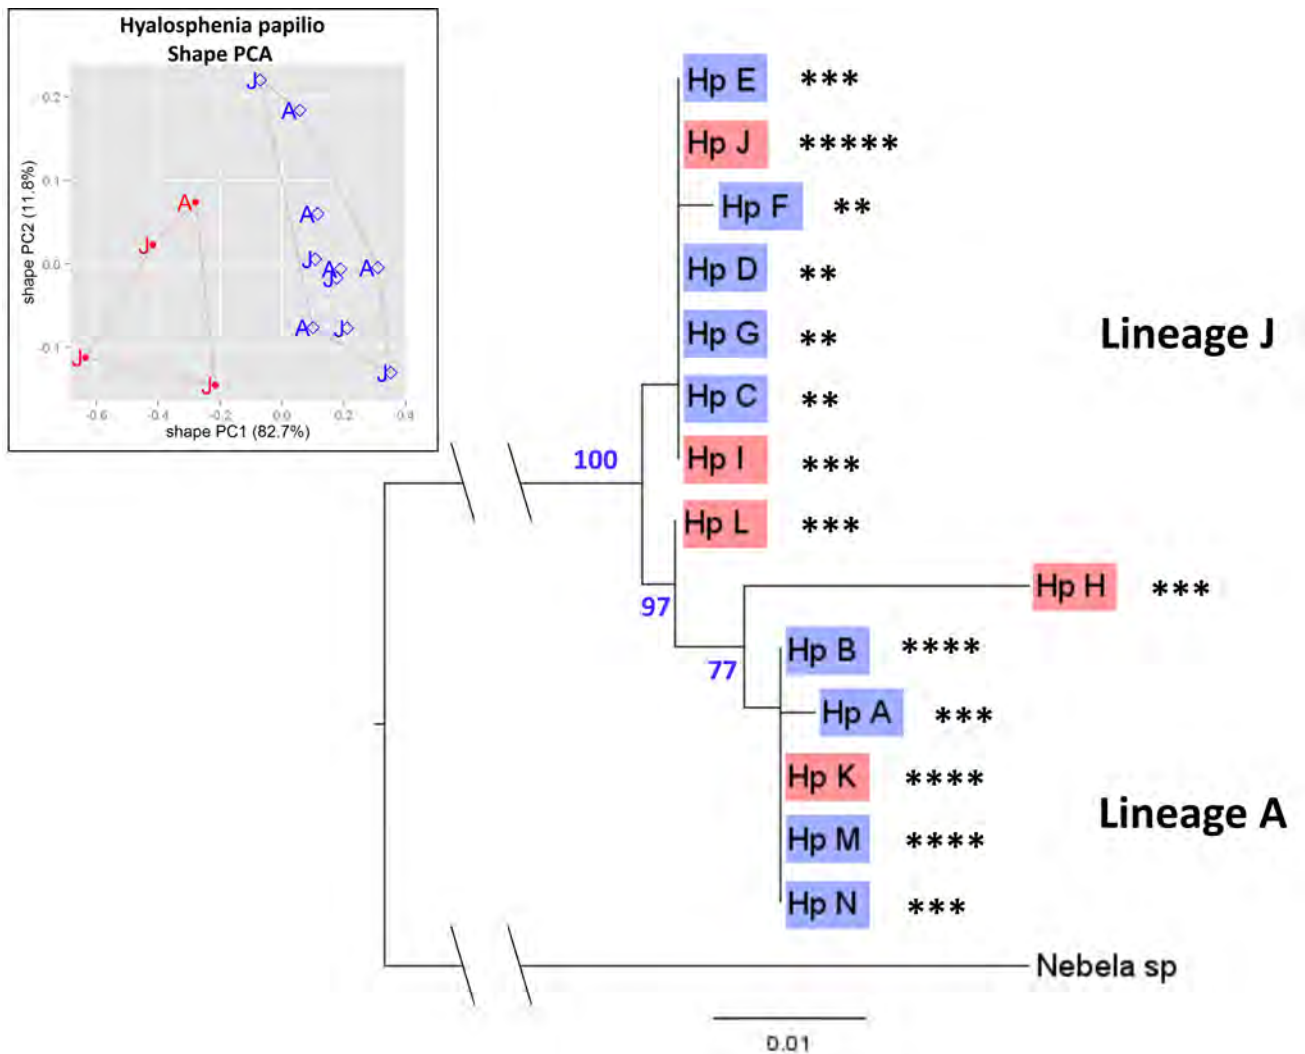 Hyalosphenia papilio
Shape PCA
shape PC2 (11.8%)
0.2
0.1
0.0
-0.1
J
A
A
A
J
J
A
A
J
J
A
J
J
J
-0.6
-0.4
-0.2
0.0
0.2
0.4
shape PC1 (82.7%)
Hp E ***
Hp J *****
Hp F **
Hp D **
Hp G **
Hp C **
Hp I ***
Hp L ***
Hp H ***
Hp B ****
Hp A ***
Hp K ****
Hp M ****
Hp N ***
Nebela sp
Lineage J
Lineage A
100
97
77
0.01